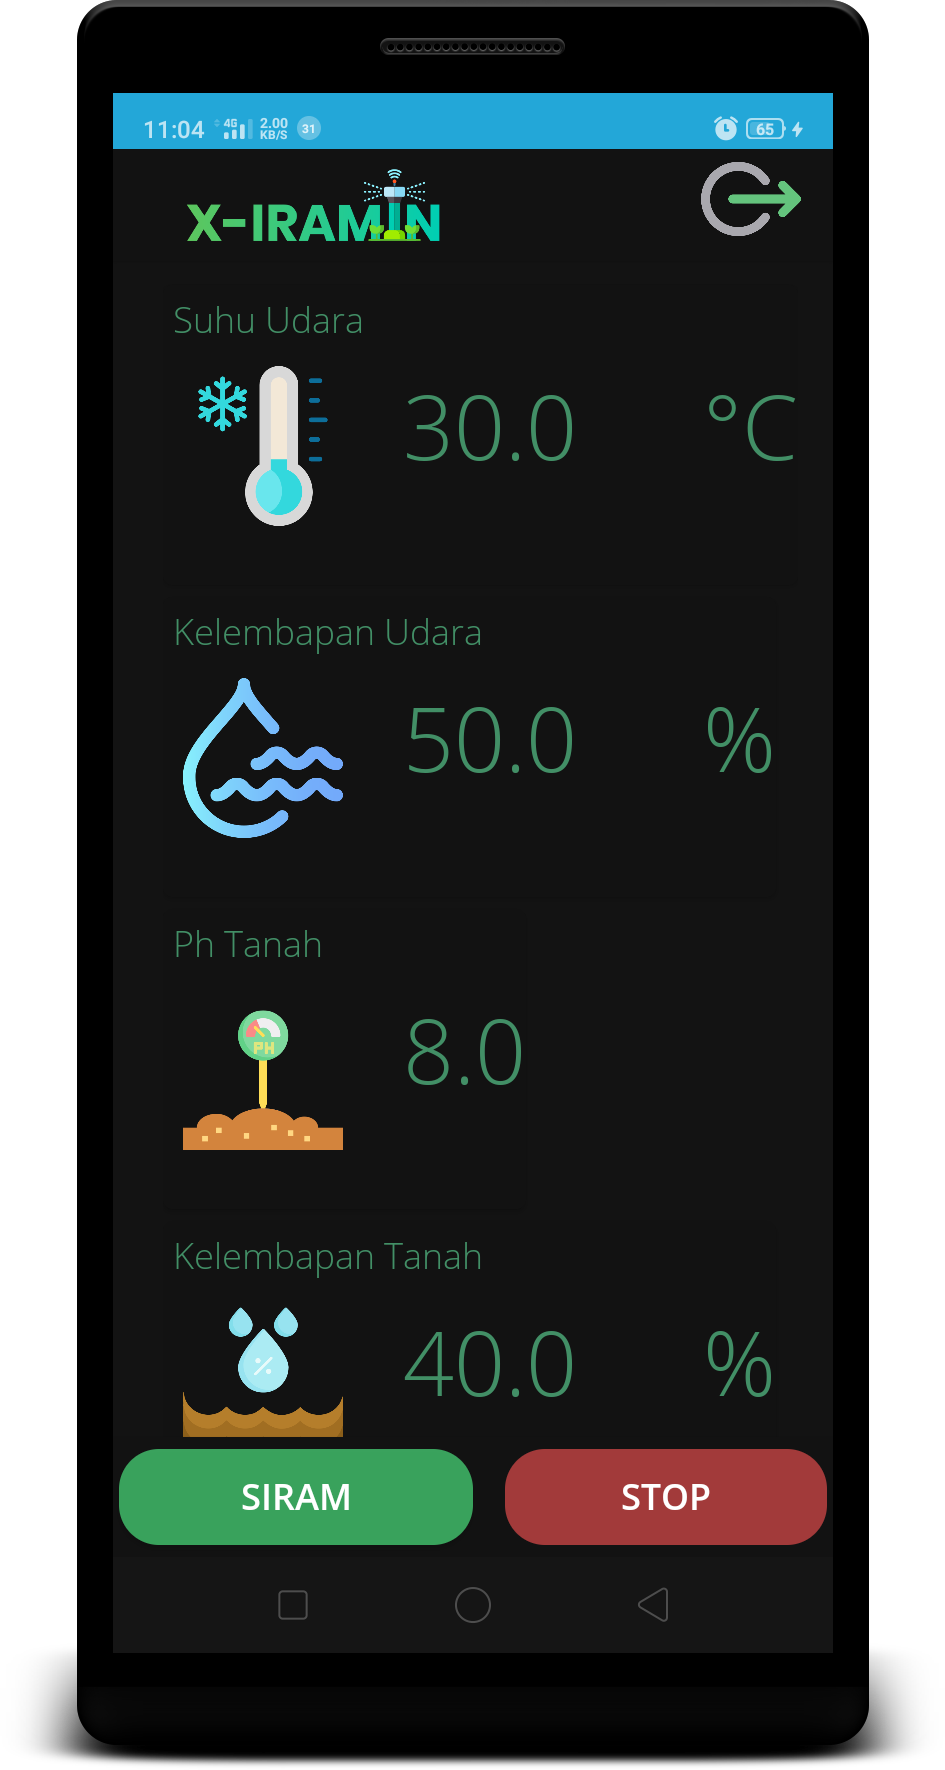 11:04 4G 2.00 KB/S 31 65
X-IRAMIN
Suhu Udara
30.0 °C
Kelembapan Udara
50.0 %
Ph Tanah
PH
8.0
Kelembapan Tanah
%
40.0 %
SIRAM STOP